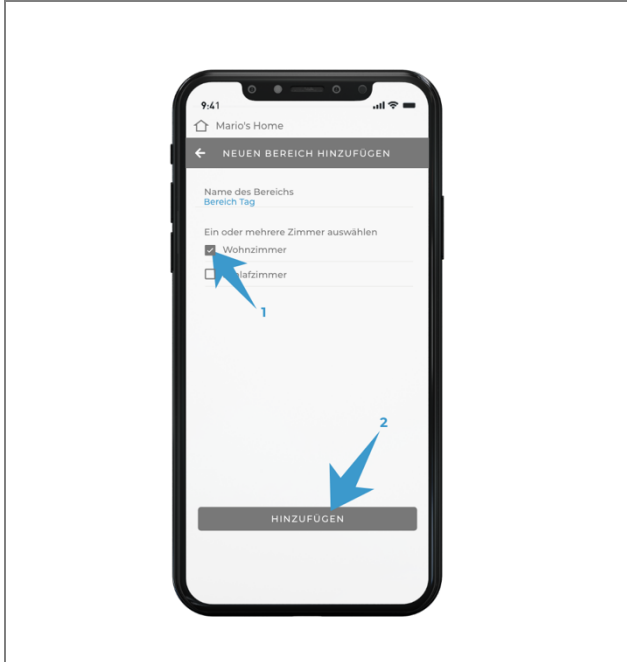 9:41
Mario's Home
NEUEN BEREICH HINZUFÜGEN
Name des Bereichs
Bereich Tag
Ein oder mehrere Zimmer auswählen
Wohnzimmer
lafzimmer
1
2
HINZUFÜGEN